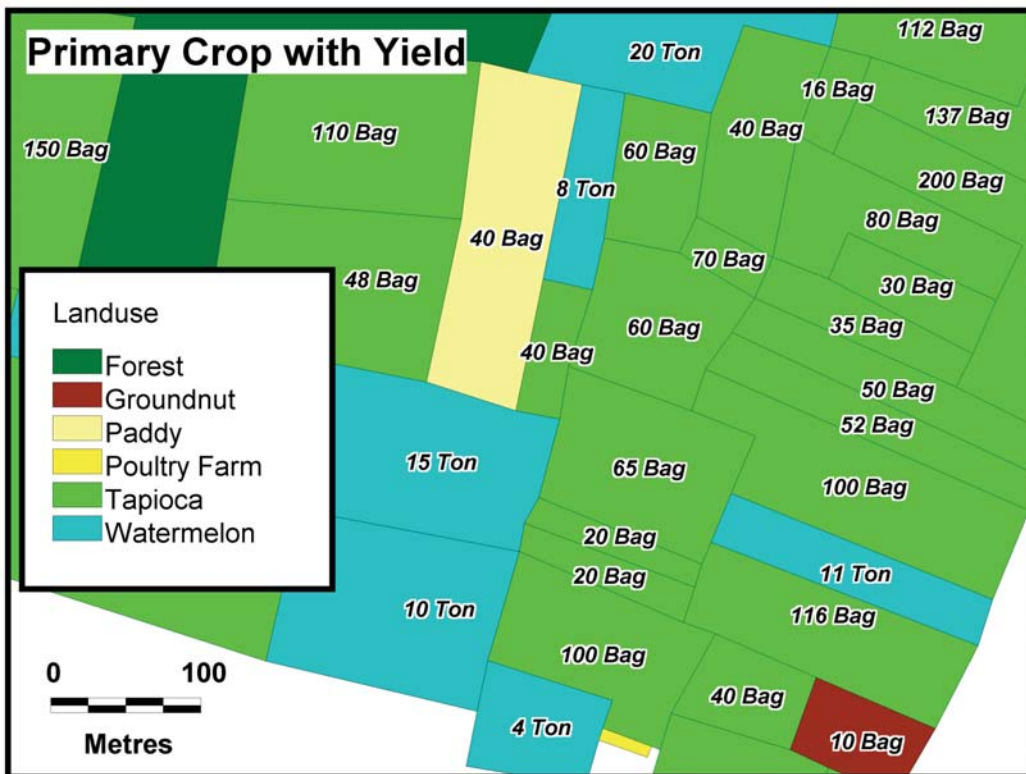 Primary Crop with Yield
112 Bag
20 Ton
16 Bag
137 Bag
110 Bag
40 Bag
150 Bag
60 Bag
200 Bag
8 Ton
80 Bag
40 Bag
70 Bag
48 Bag
30 Bag
35 Bag
60 Bag
40 Bag
50 Bag
52 Bag
15 Ton
65 Bag
100 Bag
20 Bag
20 Bag
11 Ton
10 Ton
116 Bag
100 Bag
40 Bag
4 Ton
10 Bag
Landuse
Forest
Groundnut
Paddy
Poultry Farm
Tapioca
Watermelon
0 100
Metres